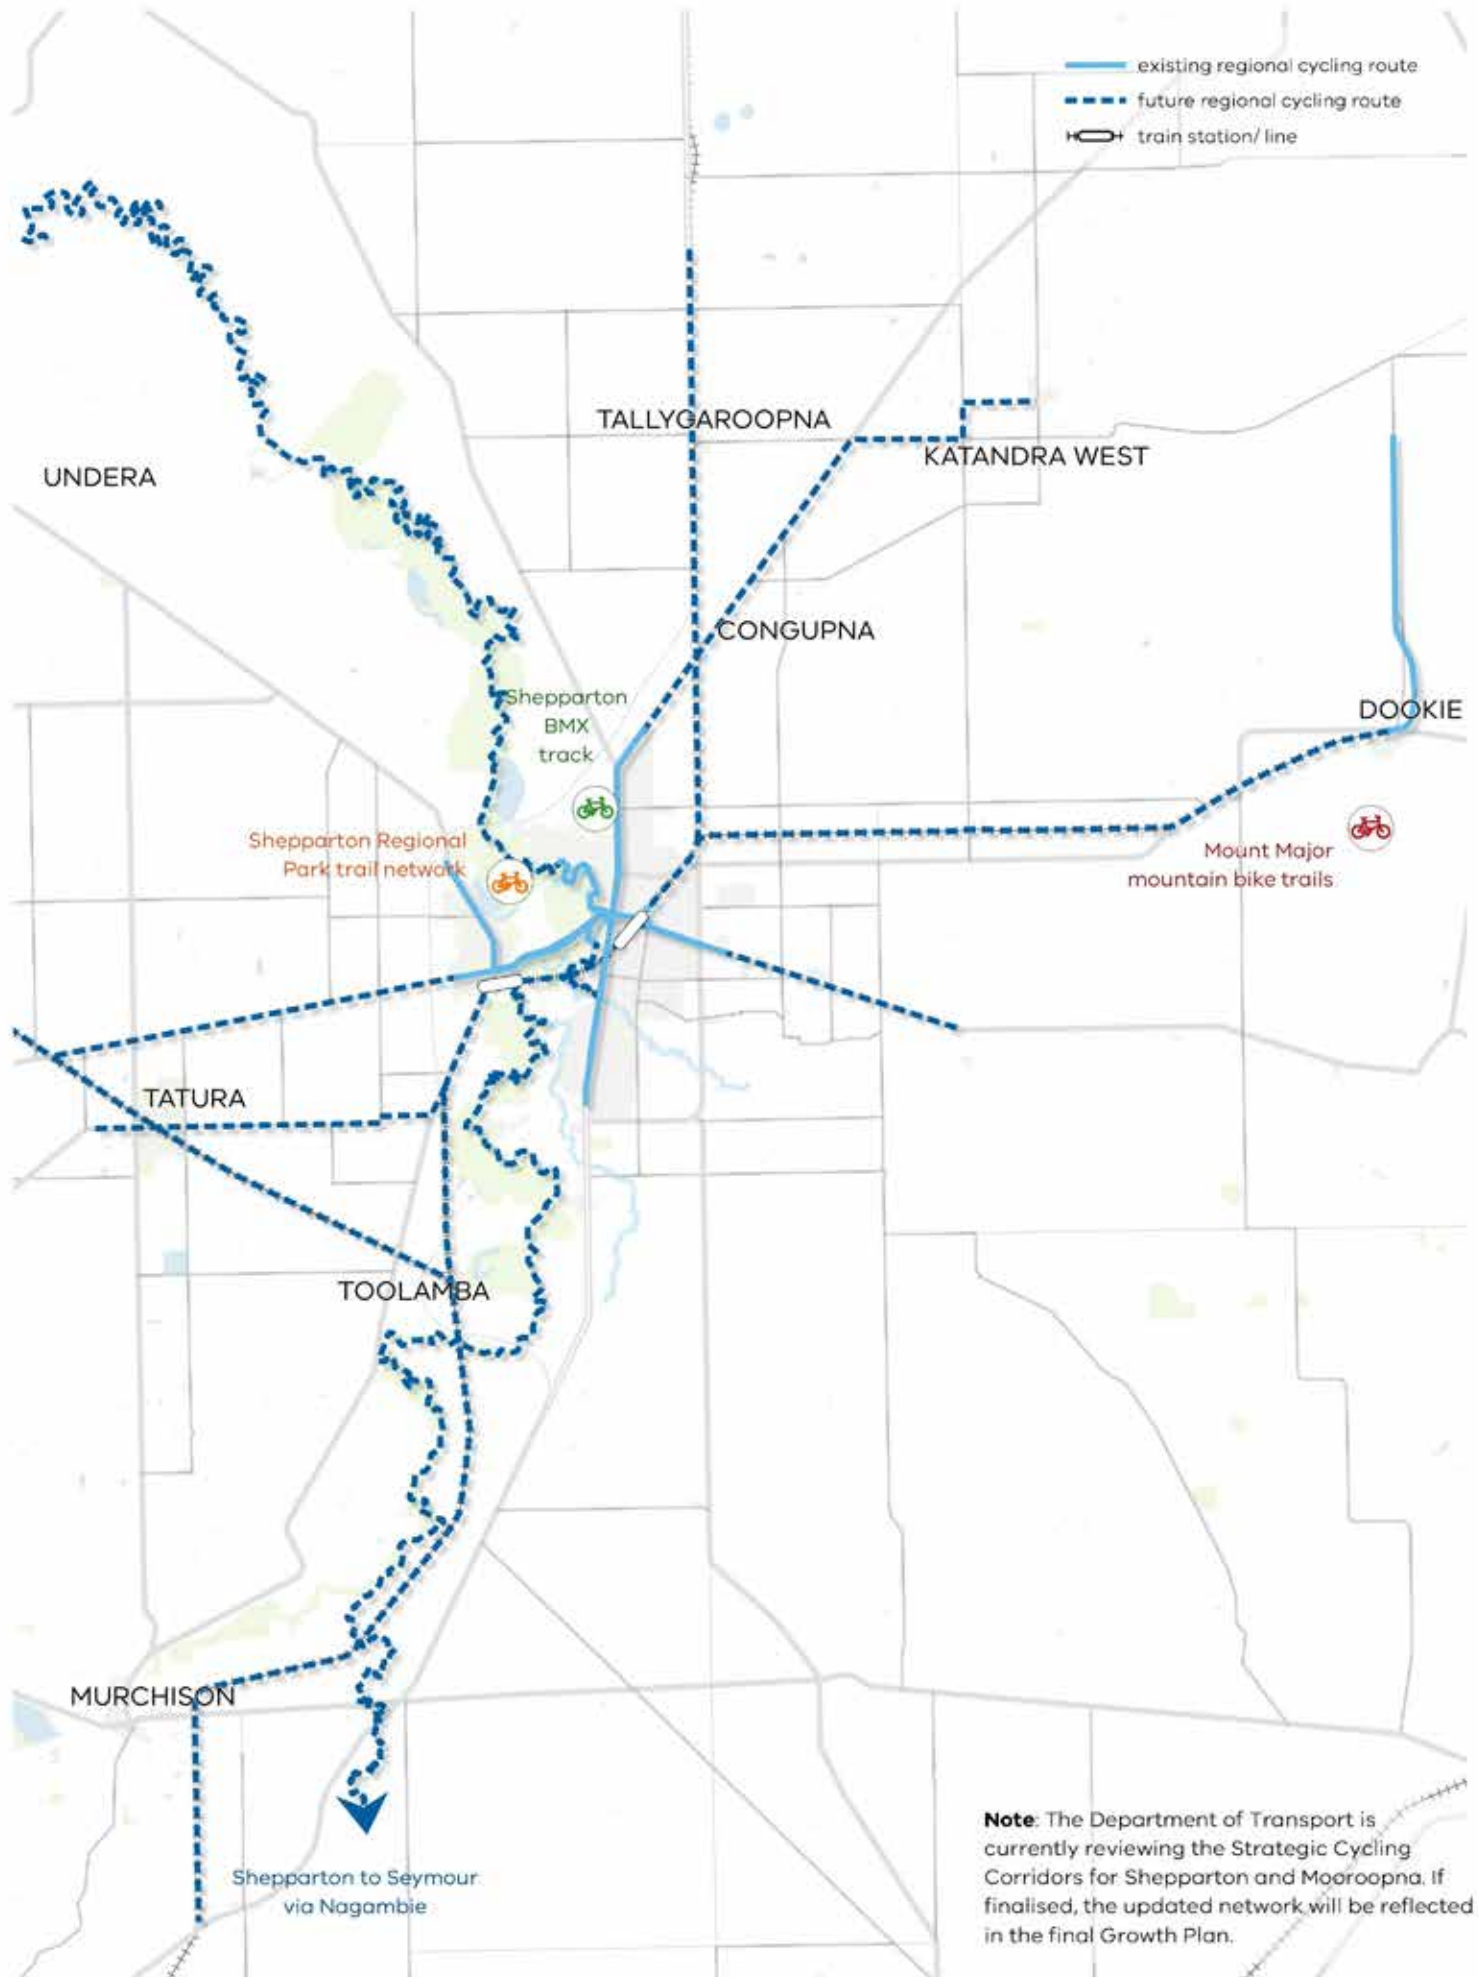 existing regional cycling route
future regional cycling route
train station/ line
TALLYGAROOPNA
KATANDRA WEST
UNDERA
CONGUPNA
Shepparton
BMX
track
DOOKIE
Shepparton Regional
Park trail network
Mount Major
mountain bike trails
TATURA
TOOLAMBA
MURCHISON
Shepparton to Seymour
via Nagambie
Note: The Department of Transport is
currently reviewing the Strategic Cycling
Corridors for Shepparton and Mooroopna. If
finalised, the updated network will be reflected
in the final Growth Plan.